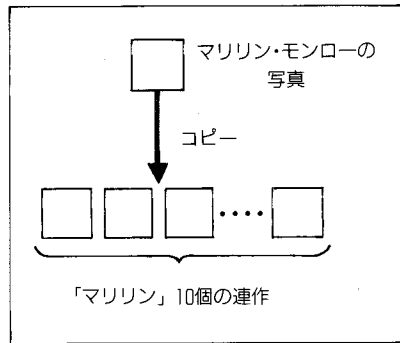 マリリン・モンローの
写真
コピー
「マリリン」10個の連作